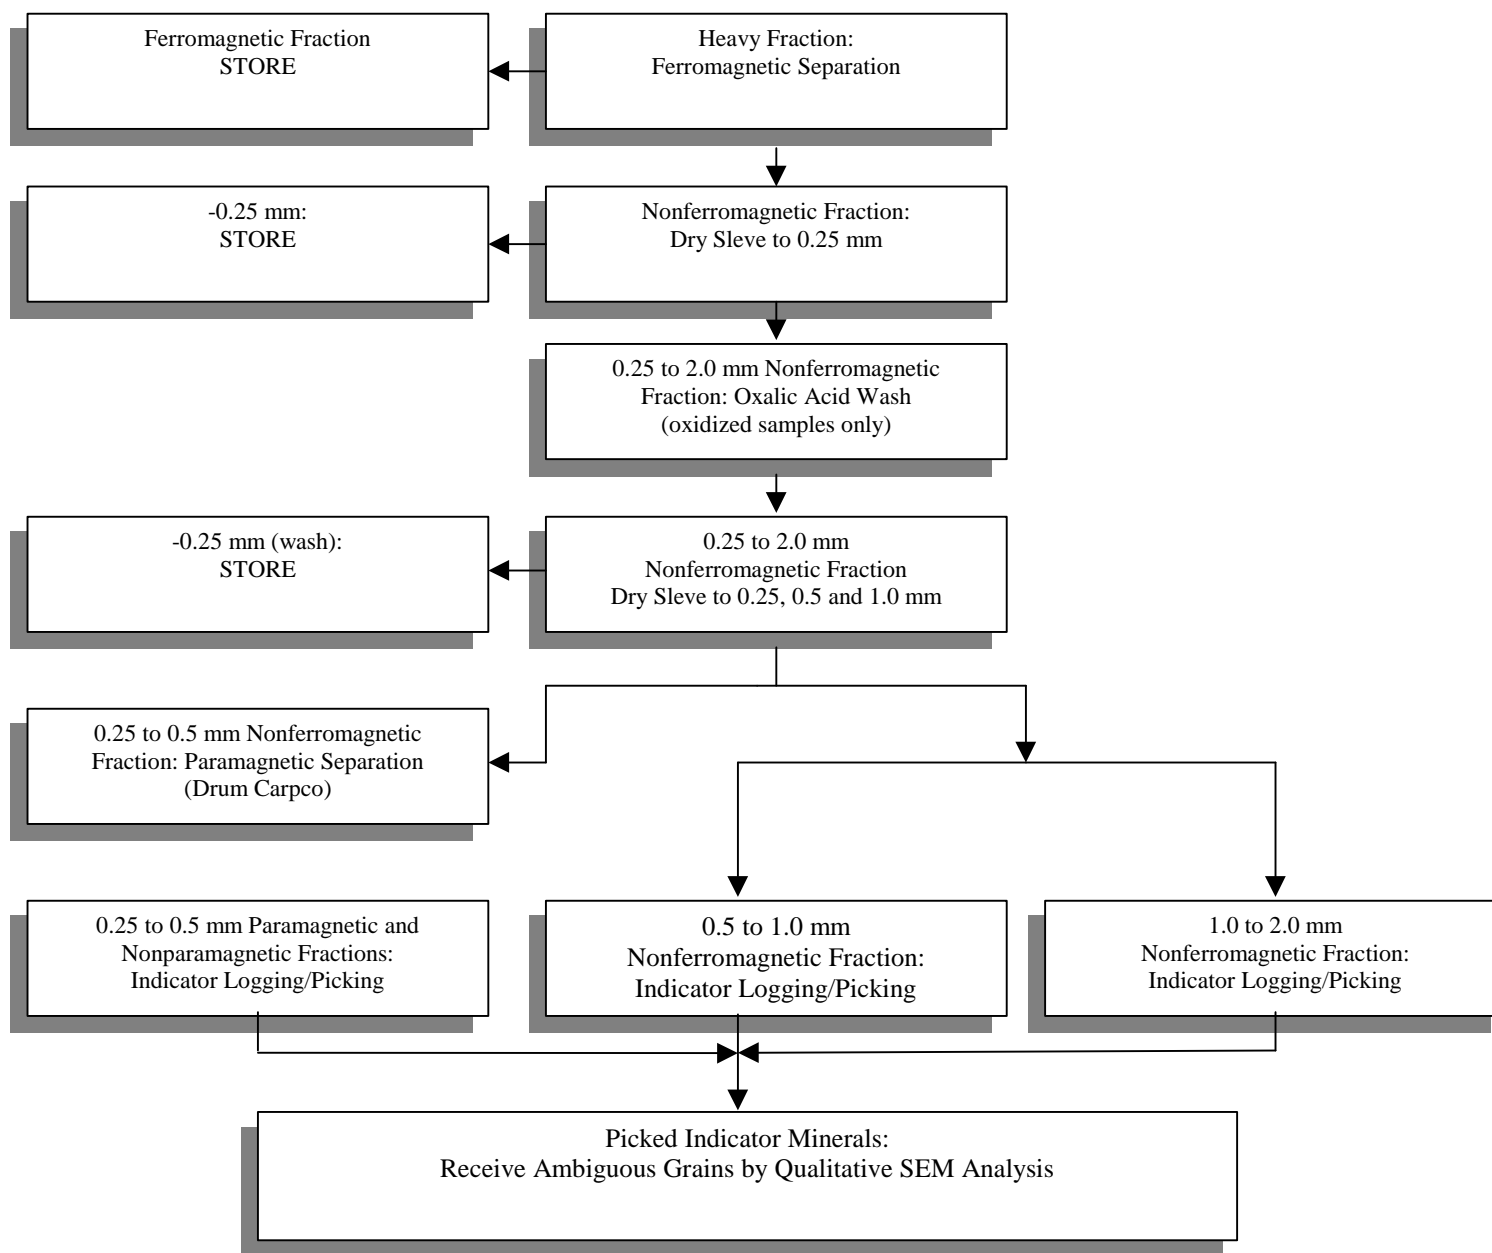 Ferromagnetic Fraction
STORE
Heavy Fraction:
Ferromagnetic Separation
-0.25 mm:
STORE
Nonferromagnetic Fraction:
Dry Sleve to 0.25 mm
0.25 to 2.0 mm Nonferromagnetic
Fraction: Oxalic Acid Wash
(oxidized samples only)
-0.25 mm (wash):
STORE
0.25 to 2.0 mm
Nonferromagnetic Fraction
Dry Sleve to 0.25, 0.5 and 1.0 mm
0.25 to 0.5 mm Nonferromagnetic
Fraction: Paramagnetic Separation
(Drum Carpco)
0.25 to 0.5 mm Paramagnetic and
Nonparamagnetic Fractions:
Indicator Logging/Picking
0.5 to 1.0 mm
Nonferromagnetic Fraction:
Indicator Logging/Picking
1.0 to 2.0 mm
Nonferromagnetic Fraction:
Indicator Logging/Picking
Picked Indicator Minerals:
Receive Ambiguous Grains by Qualitative SEM Analysis